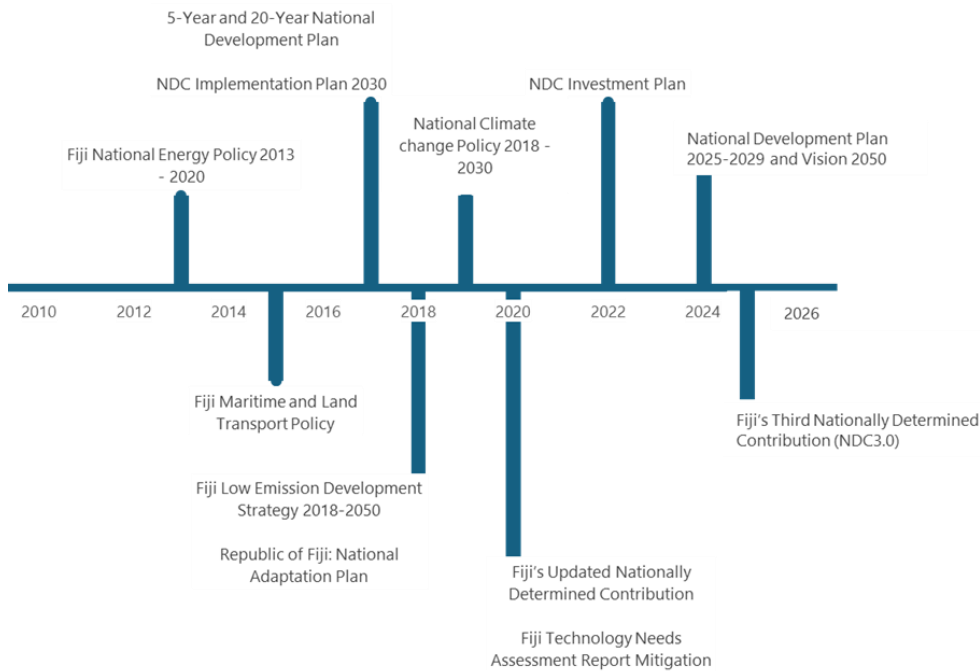 5-Year and 20-Year National
Development Plan
NDC Implementation Plan 2030
NDC Investment Plan
National Climate
change Policy 2018 -
2030
National Development Plan
2025-2029 and Vision 2050
Fiji National Energy Policy 2013
- 2020
2010
2012
2014
2016
2018
2020
2022
2024
2026
Fiji Maritime and Land
Transport Policy
Fiji's Third Nationally Determined
Contribution (NDC3.0)
Fiji Low Emission Development
Strategy 2018-2050
Republic of Fiji: National
Adaptation Plan
Fiji's Updated Nationally
Determined Contribution
Fiji Technology Needs
Assessment Report Mitigation